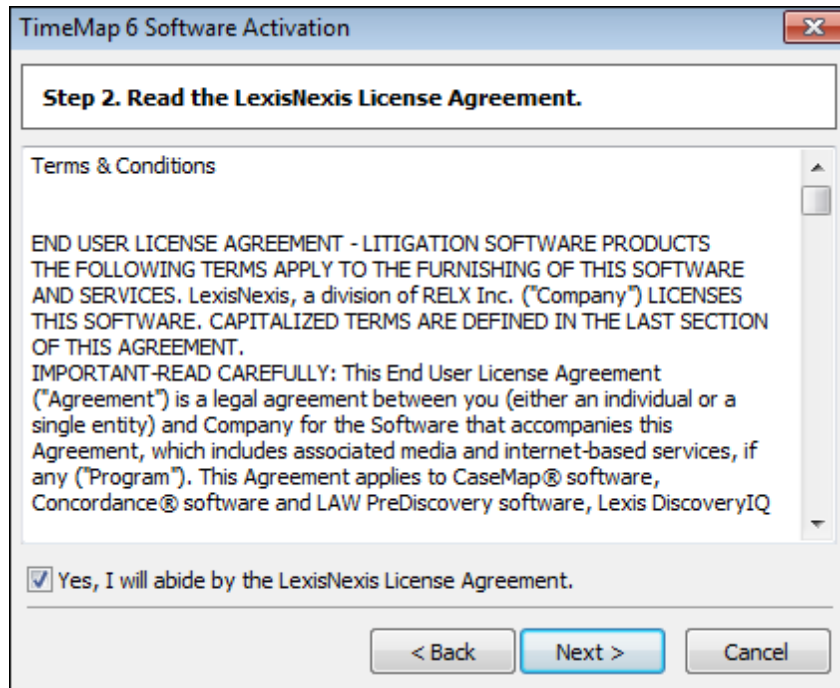 TimeMap 6 Software Activation
Step 2. Read the LexisNexis License Agreement.
Terms & Conditions
END USER LICENSE AGREEMENT - LITIGATION SOFTWARE PRODUCTS
THE FOLLOWING TERMS APPLY TO THE FURNISHING OF THIS SOFTWARE
AND SERVICES. LexisNexis, a division of RELX Inc. ("Company") LICENSES
THIS SOFTWARE. CAPITALIZED TERMS ARE DEFINED IN THE LAST SECTION
OF THIS AGREEMENT.
IMPORTANT-READ CAREFULLY: This End User License Agreement
("Agreement") is a legal agreement between you (either an individual or a
single entity) and Company for the Software that accompanies this
Agreement, which includes associated media and internet-based services, if
any ("Program"). This Agreement applies to CaseMap® software,
Concordance® software and LAW PreDiscovery software, Lexis DiscoveryIQ
Yes, I will abide by the LexisNexis License Agreement.
< Back Next > Cancel